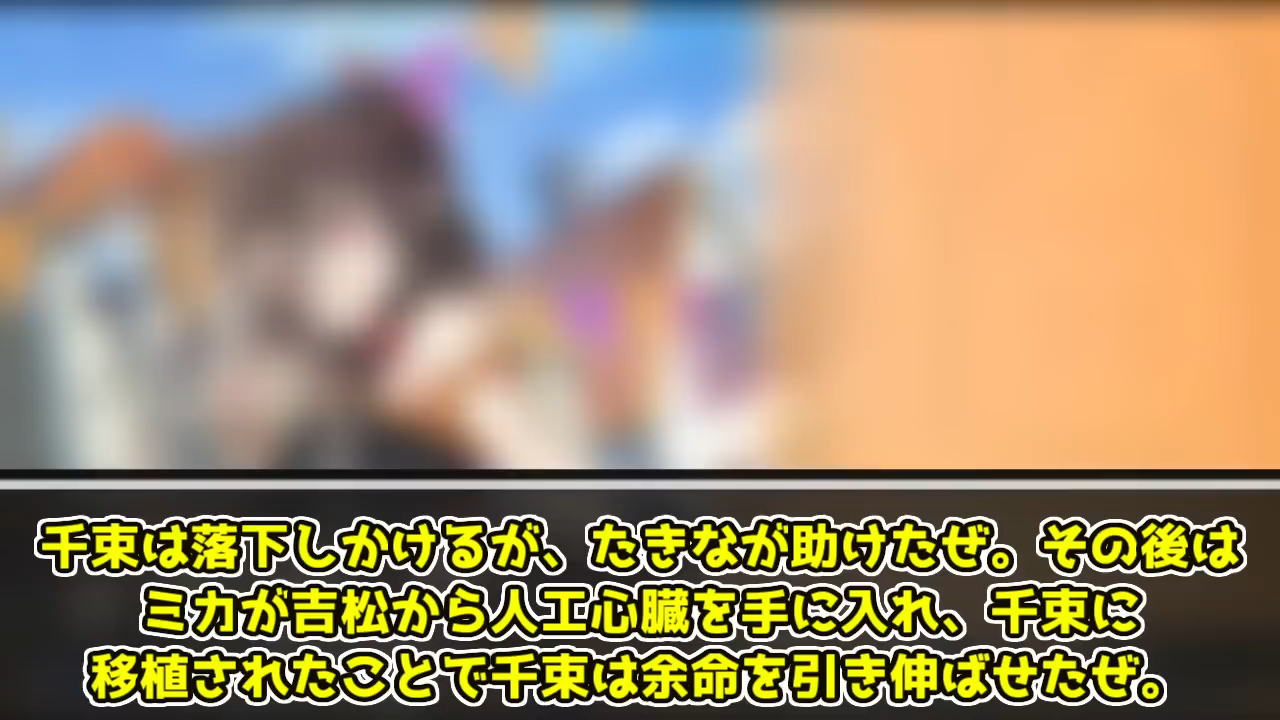 千束は落下しかけるが、たきなが助けたぜ。その後は
ミカが吉松から人工心臓を手に入れ、千束に
移植されたことで千束は余命を引き伸ばせたぜ。